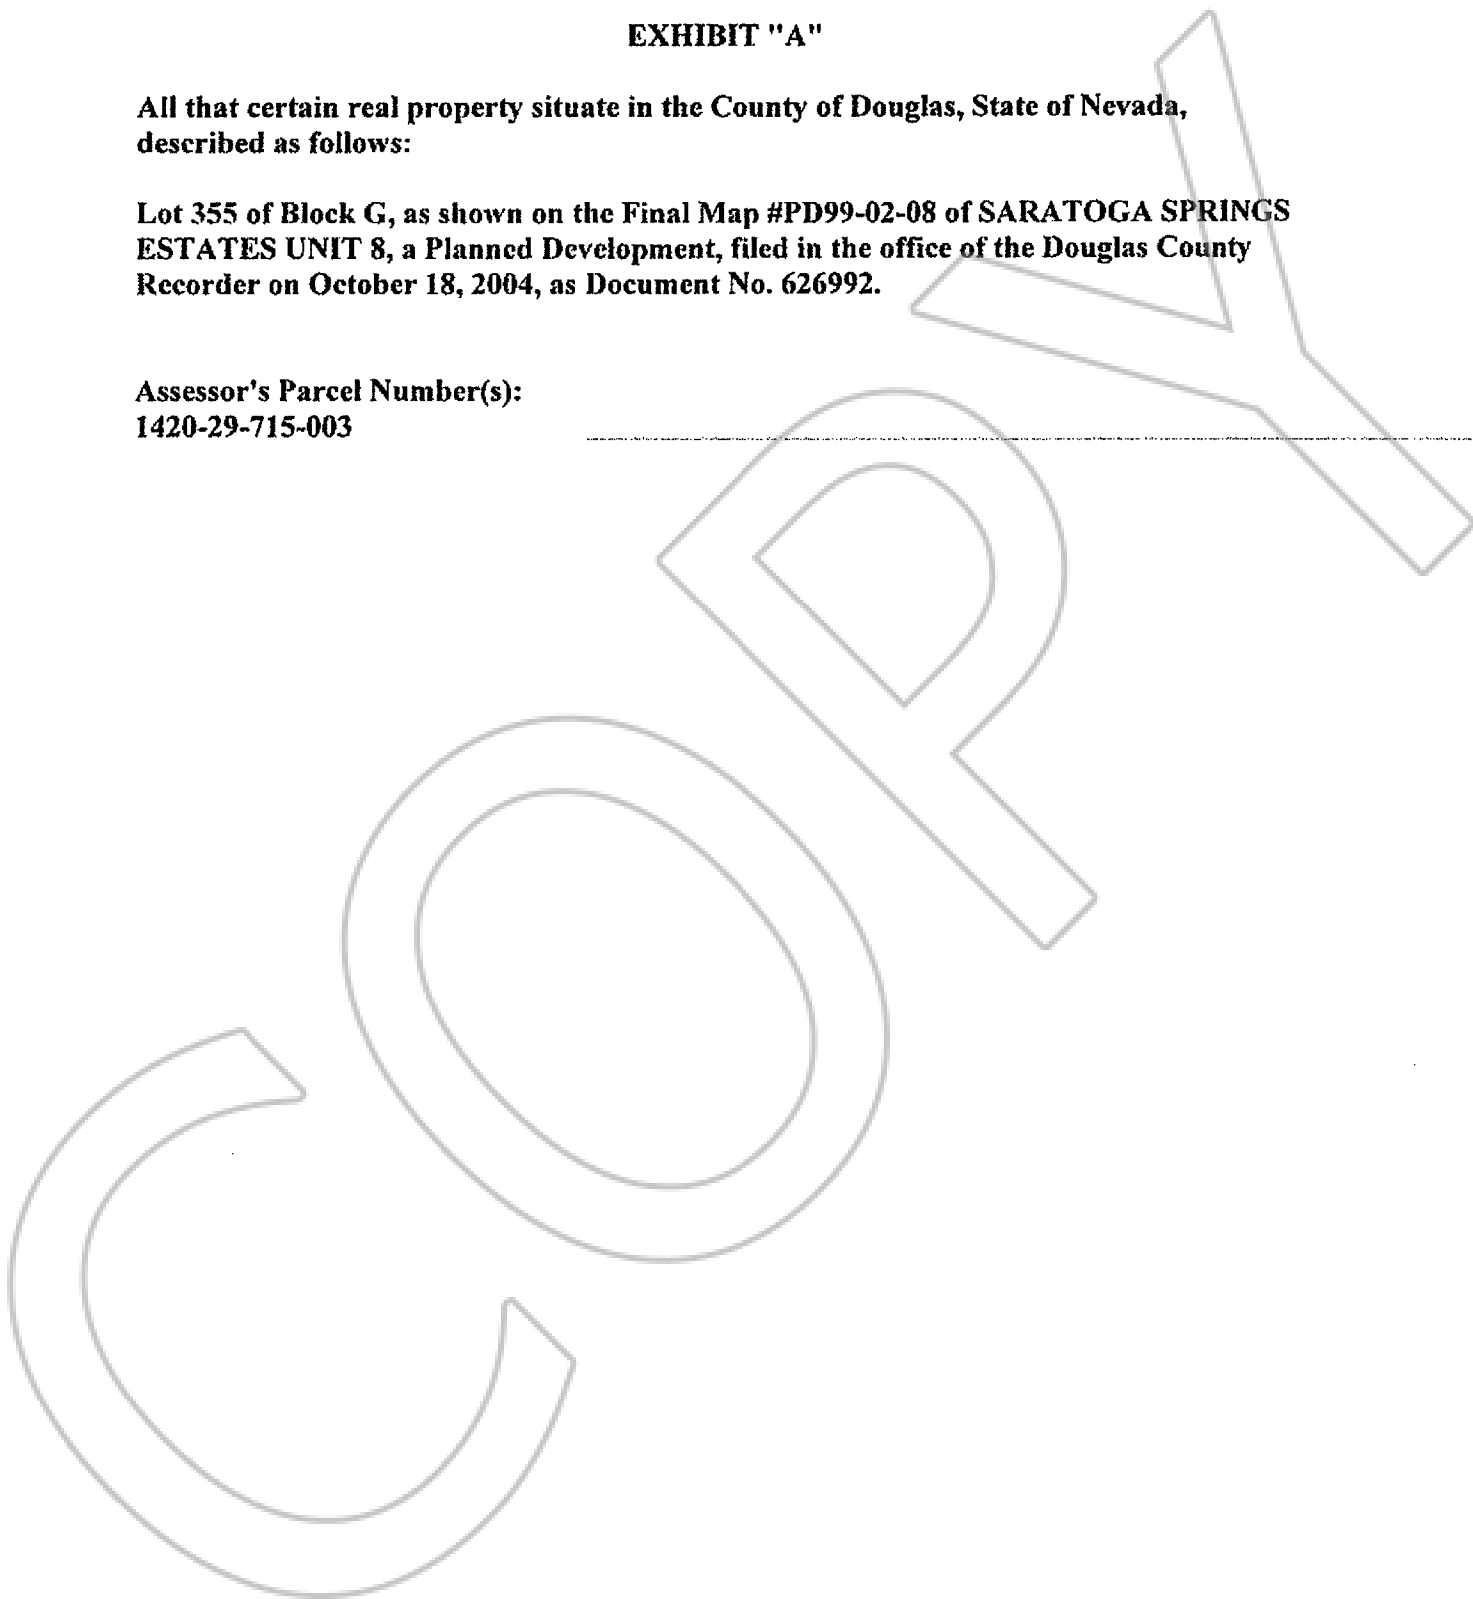 EXHIBIT "A"
All that certain real property situate in the County of Douglas, State of Nevada,
described as follows:
Lot 355 of Block G, as shown on the Final Map #PD99-02-08 of SARATOGA SPRINGS
ESTATES UNIT 8, a Planned Development, filed in the office of the Douglas County
Recorder on October 18, 2004, as Document No. 626992.
Assessor's Parcel Number(s):
1420-29-715-003
COPY